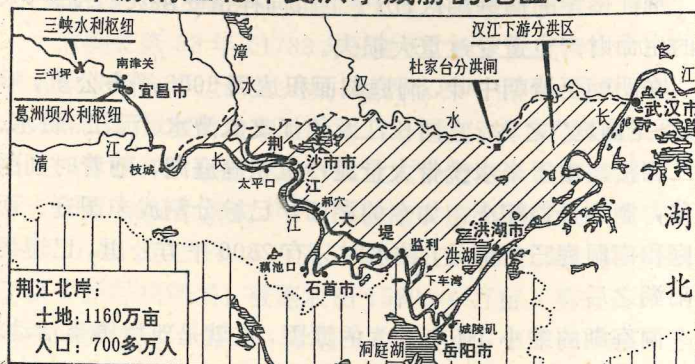 三峡水利枢纽
汉江下游分洪区
杜家台分洪闸
三斗坪
南津关
宜昌市
葛洲坝水利枢纽
漳
水
汉
水
长
江
武汉市
江
清
枝城
长
荆
江
大
堤
沙市市
太平口
郝穴
江
监利
洪湖
洪湖市
下车湾
藕池口
石首市
城陵矶
岳阳市
洞庭湖
湖
北
荆江北岸：
土地：1160万亩
人口：700多万人